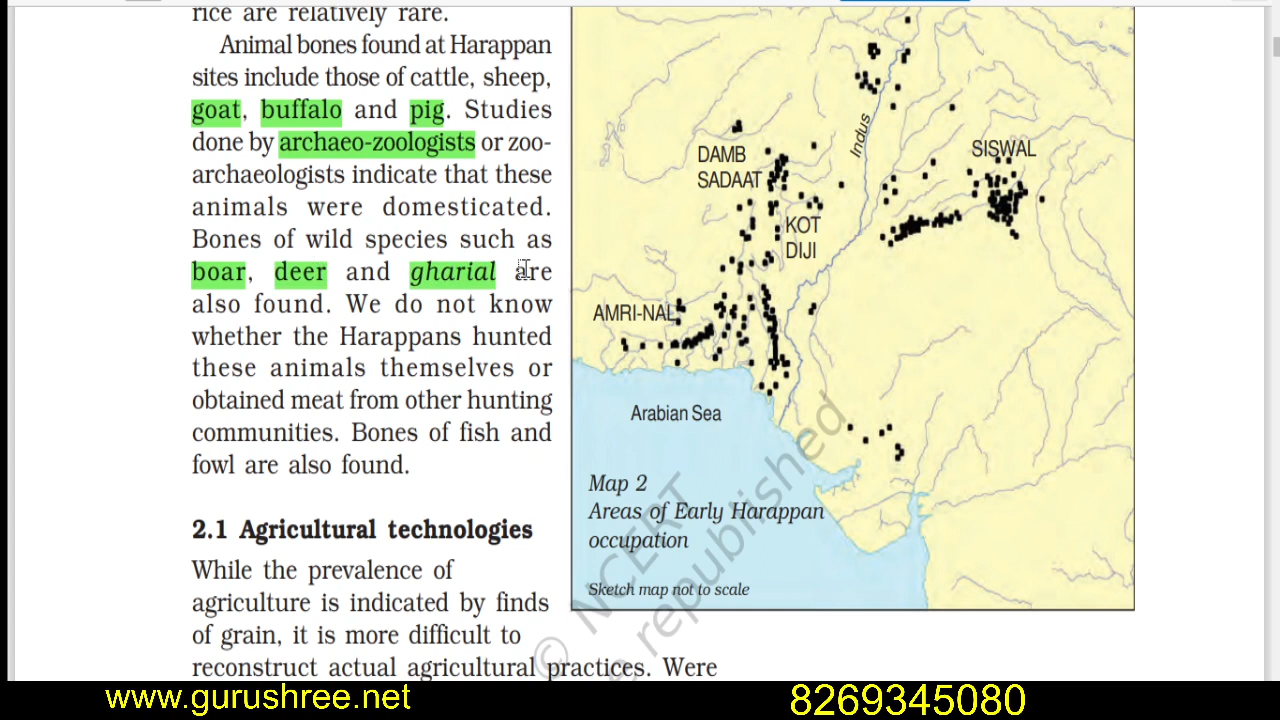 rice are relatively rare.
Animal bones found at Harappan
sites include those of cattle, sheep,
goat, buffalo and pig. Studies
done by archaeo-zoologists or zoo-
archaeologists indicate that these
animals were domesticated.
Bones of wild species such as
boar, deer and gharial are
also found. We do not know
whether the Harappans hunted
these animals themselves or
obtained meat from other hunting
communities. Bones of fish and
fowl are also found.
2.1 Agricultural technologies
While the prevalence of
agriculture is indicated by finds
of grain, it is more difficult to
reconstruct actual agricultural practices. Were
Indus
DAMB
SADAAT
SISWAL
KOT
DIJI
AMRI-NAL
Arabian Sea
Map 2
Areas of Early Harappan
occupation
Sketch map not to scale
© NCERT
republished
www.gurushree.net
8269345080